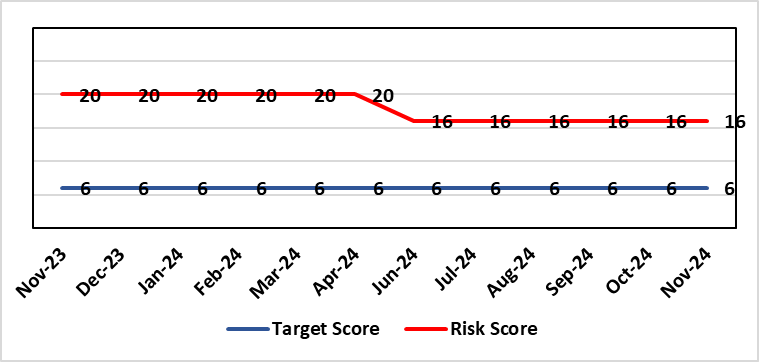 20 20 20 20 20 20 16 16 16 16 16 16
6 6 6 6 6 6 6 6 6 6 6 6
Nov-23 Dec-23 Jan-24 Feb-24 Mar-24 Apr-24 Jun-24 Jul-24 Aug-24 Sep-24 Oct-24 Nov-24
Target Score Risk Score